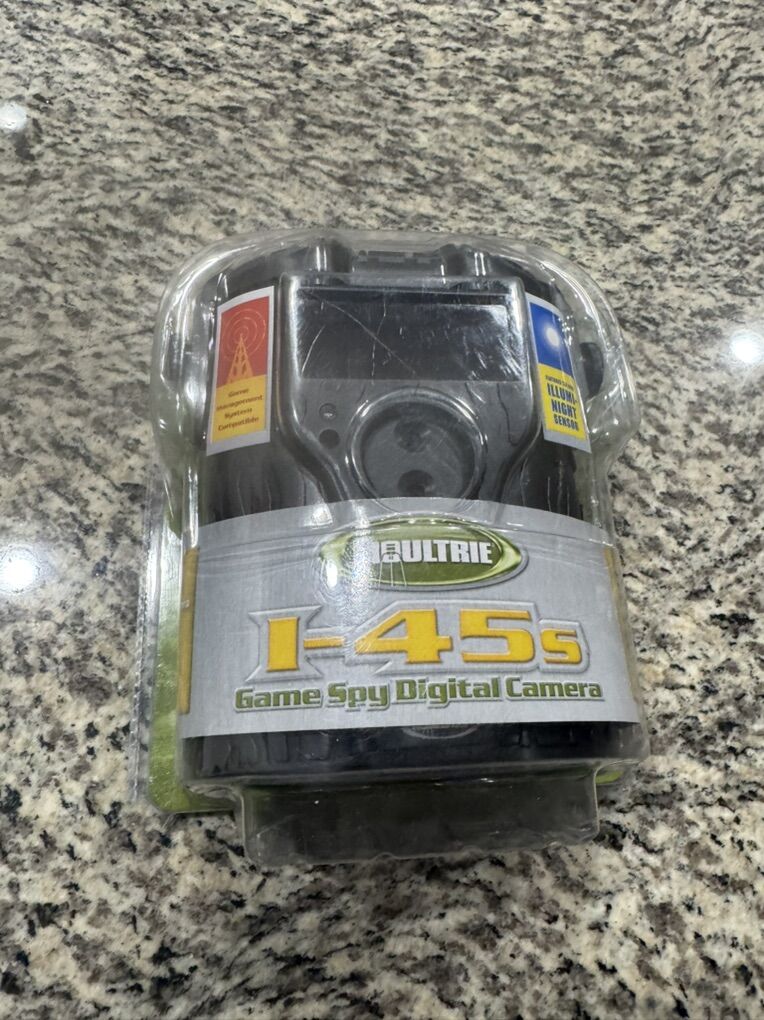 Game
Management
System
Compatible
ILLUMI-
NIGHT
SENSOR
MOULTRIE
I-45s
Game Spy Digital Camera